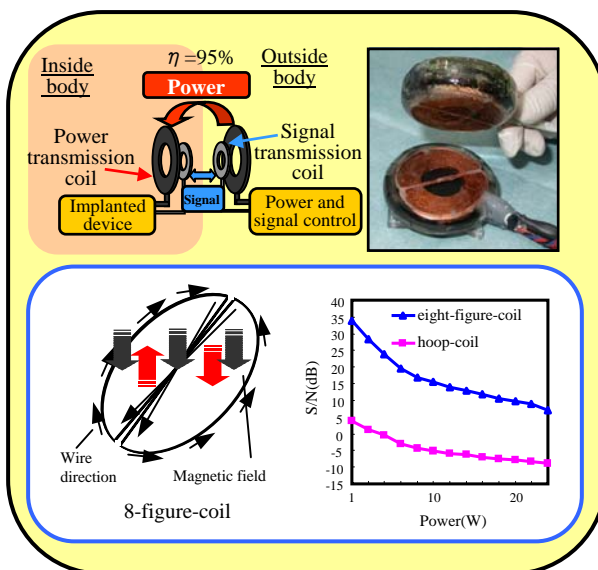 η =95%
Inside
body
Outside
body
Power
Power
transmission
coil
Signal
transmission
coil
Signal
Implanted
device
Power and
signal control
Wire
direction
Magnetic field
8-figure-coil
S/N(dB)
40
35
30
25
20
15
10
5
0
-5
-10
-15
eight-figure-coil
hoop-coil
1
10
20
Power(W)